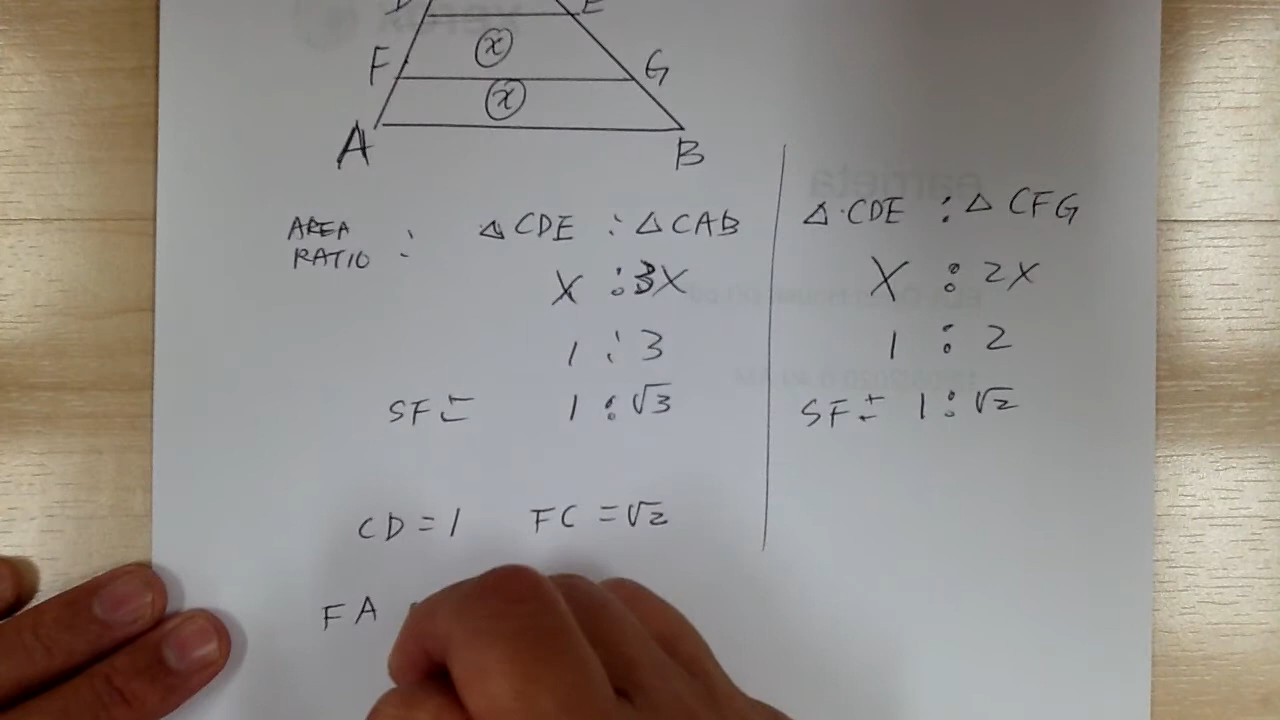 D E
F ⓧ G
ⓧ
A B
AREA RATIO : △CDE : △CAB
X : 3X
1 : 3
SF = 1 : √3
△CDE : △CFG
X : 2X
1 : 2
SF = 1 : √2
CD = 1 FC = √2
FA